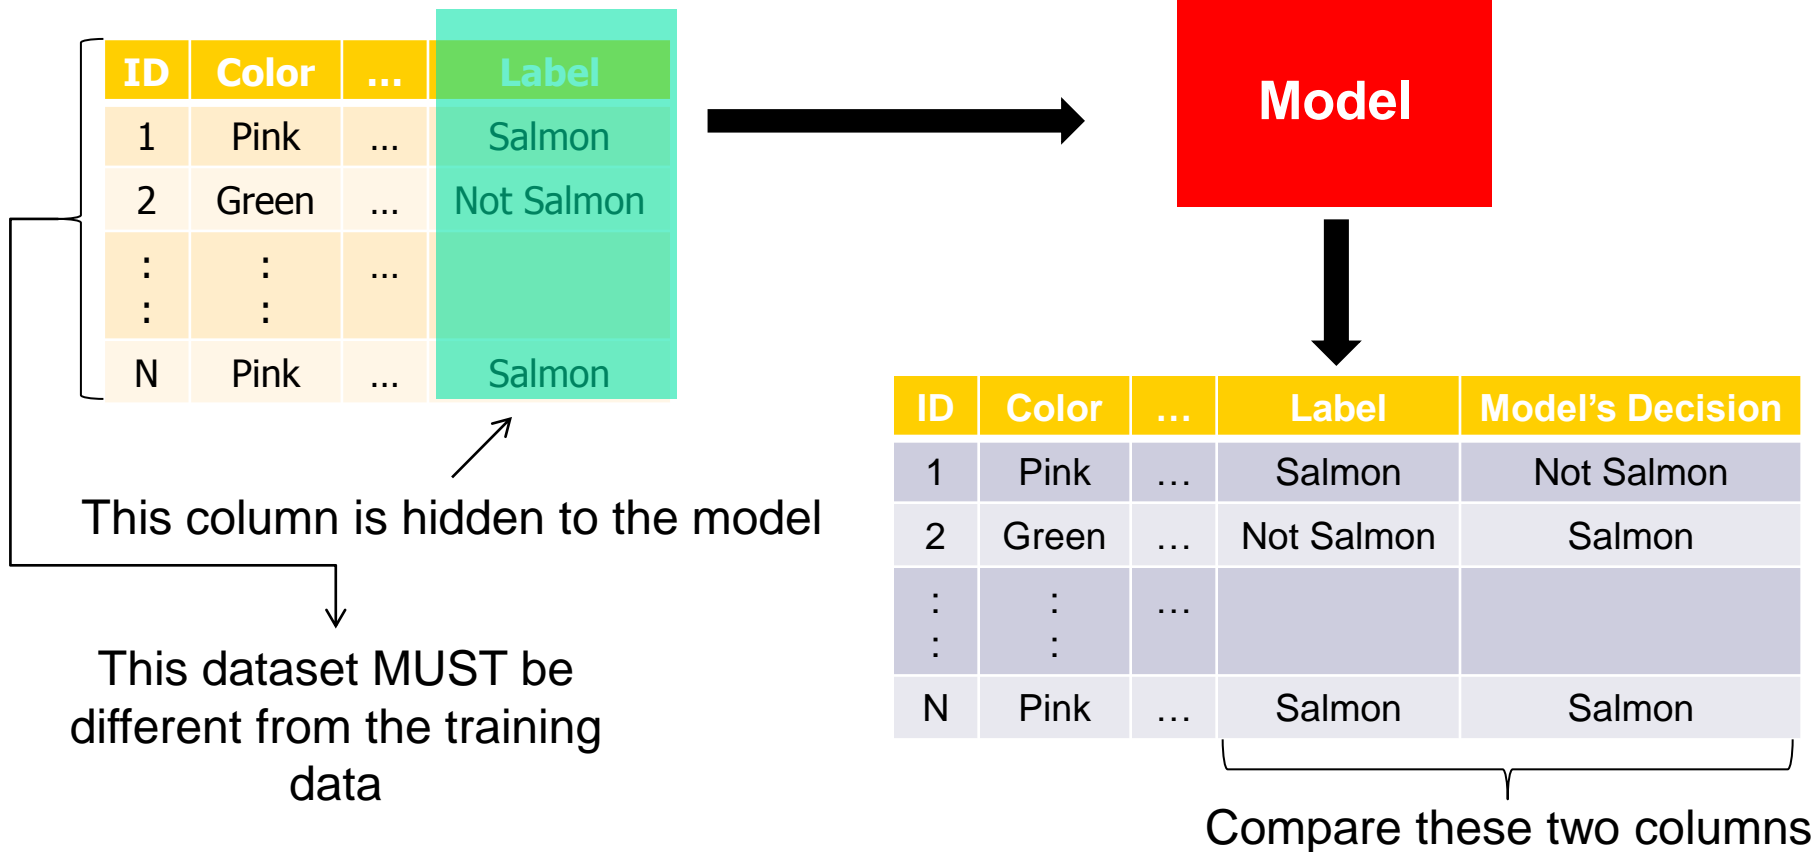 ID Color ... Label
1 Pink ... Salmon
2 Green ... Not Salmon
: : ...
: :
N Pink ... Salmon
Model
This column is hidden to the model
This dataset MUST be
different from the training
data
ID Color ... Label Model’s Decision
1 Pink ... Salmon Not Salmon
2 Green ... Not Salmon Salmon
: : ...
: :
N Pink ... Salmon Salmon
Compare these two columns